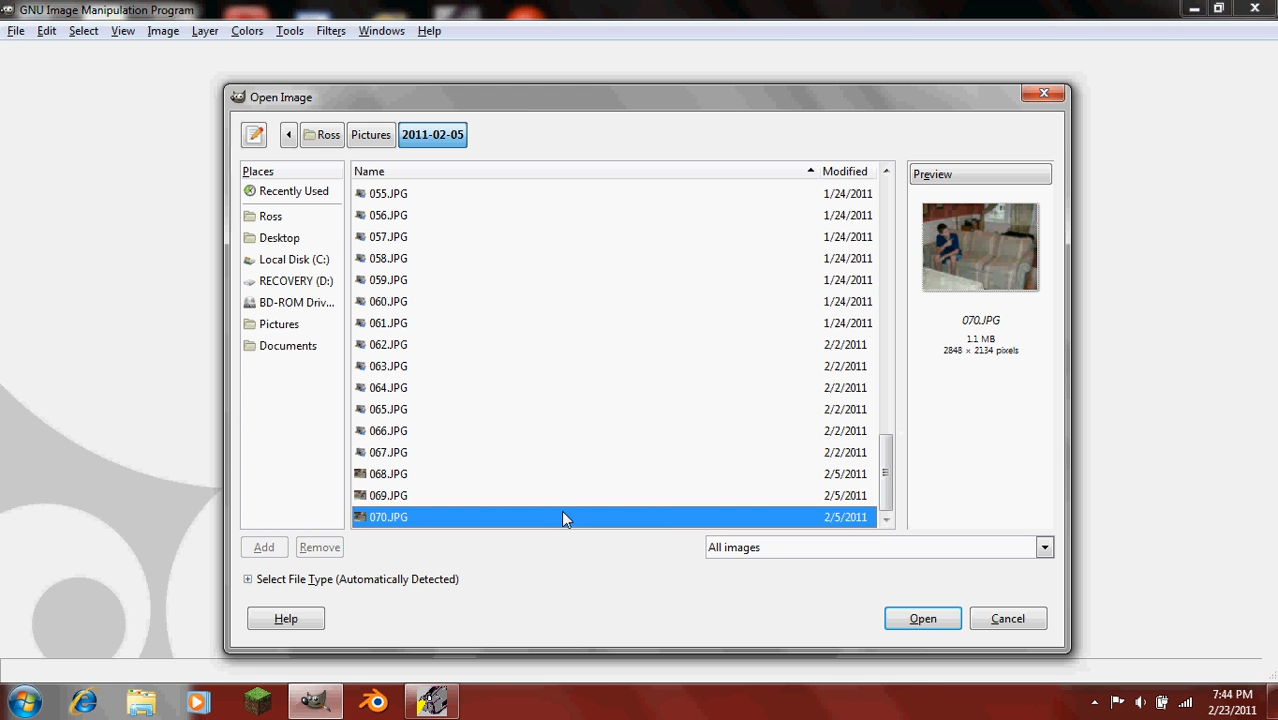 GNU Image Manipulation Program
File Edit Select View Image Layer Colors Tools Filters Windows Help
Open Image
Ross Pictures 2011-02-05
Places
Recently Used
Ross
Desktop
Local Disk (C:)
RECOVERY (D:)
BD-ROM Driv...
Pictures
Documents
Name Modified
055.JPG 1/24/2011
056.JPG 1/24/2011
057.JPG 1/24/2011
058.JPG 1/24/2011
059.JPG 1/24/2011
060.JPG 1/24/2011
061.JPG 1/24/2011
062.JPG 2/2/2011
063.JPG 2/2/2011
064.JPG 2/2/2011
065.JPG 2/2/2011
066.JPG 2/2/2011
067.JPG 2/2/2011
068.JPG 2/5/2011
069.JPG 2/5/2011
070.JPG 2/5/2011
Preview
070.JPG
1.1 MB
2848 × 2134 pixels
Add Remove
All images
Select File Type (Automatically Detected)
Help Open Cancel
7:44 PM
2/23/2011